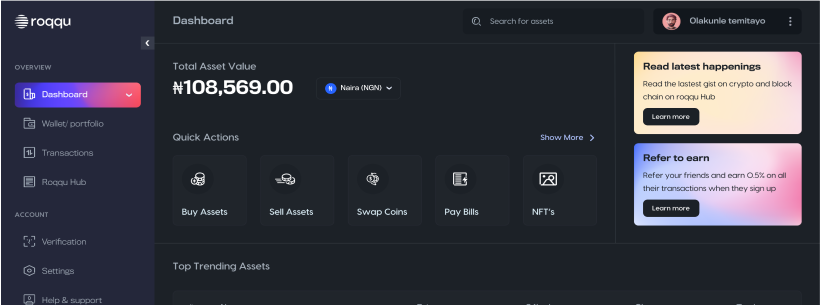 roqqu
Dashboard
Search for assets
Olakunle temitayo
OVERVIEW
Dashboard
Wallet/ portfolio
Transactions
Roqqu Hub
ACCOUNT
Verification
Settings
Help & support
Total Asset Value
₦108,569.00
N
Naira (NGN)
Quick Actions
Show More
Buy Assets
Sell Assets
Swap Coins
Pay Bills
NFT's
Read latest happenings
Read the lastest gist on crypto and block
chain on roqqu Hub
Learn more
Refer to earn
Refer your friends and earn 0.5% on all
their transactions when they sign up
Learn more
Top Trending Assets